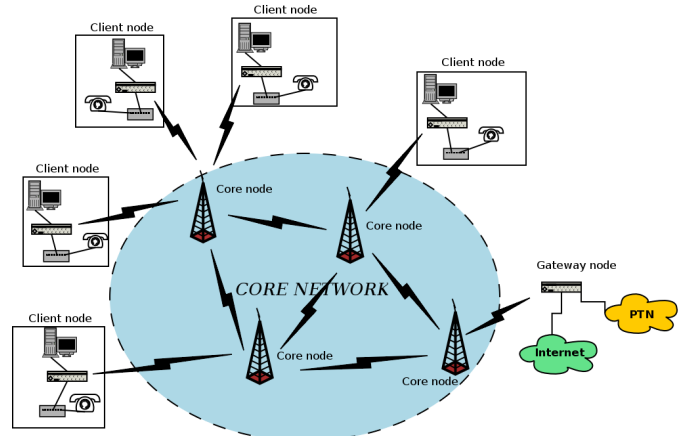 Client node
Client node
Client node
Client node
Core node
Core node
Gateway node
CORE NETWORK
PTN
Client node
Internet
Core node
Core node